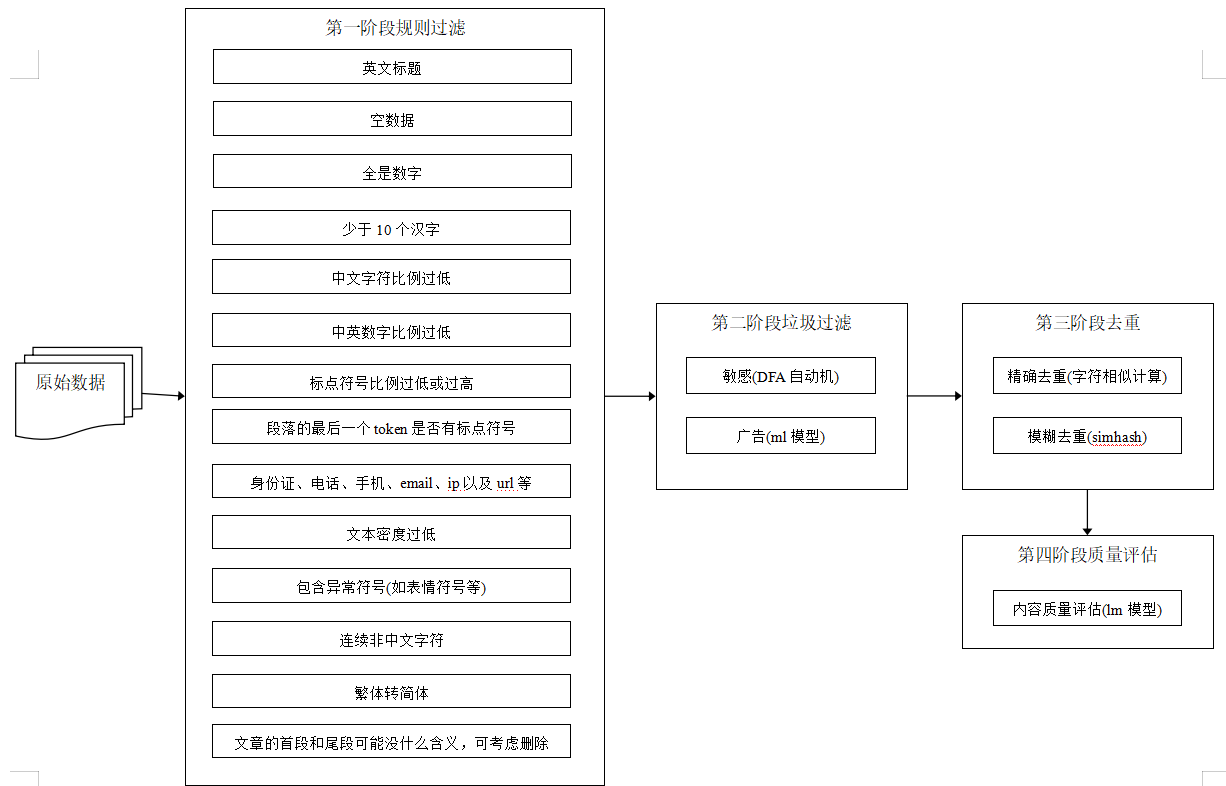 原始数据
第一阶段规则过滤
英文标题
空数据
全是数字
少于 10 个汉字
中文字符比例过低
中英数字比例过低
标点符号比例过低或过高
段落的最后一个 token 是否有标点符号
身份证、电话、手机、email、ip 以及 url 等
文本密度过低
包含异常符号(如表情符号等)
连续非中文字符
繁体转简体
文章的首段和尾段可能没什么含义，可考虑删除
第二阶段垃圾过滤
敏感(DFA 自动机)
广告(ml 模型)
第三阶段去重
精确去重(字符相似计算)
模糊去重(simhash)
第四阶段质量评估
内容质量评估(lm 模型)